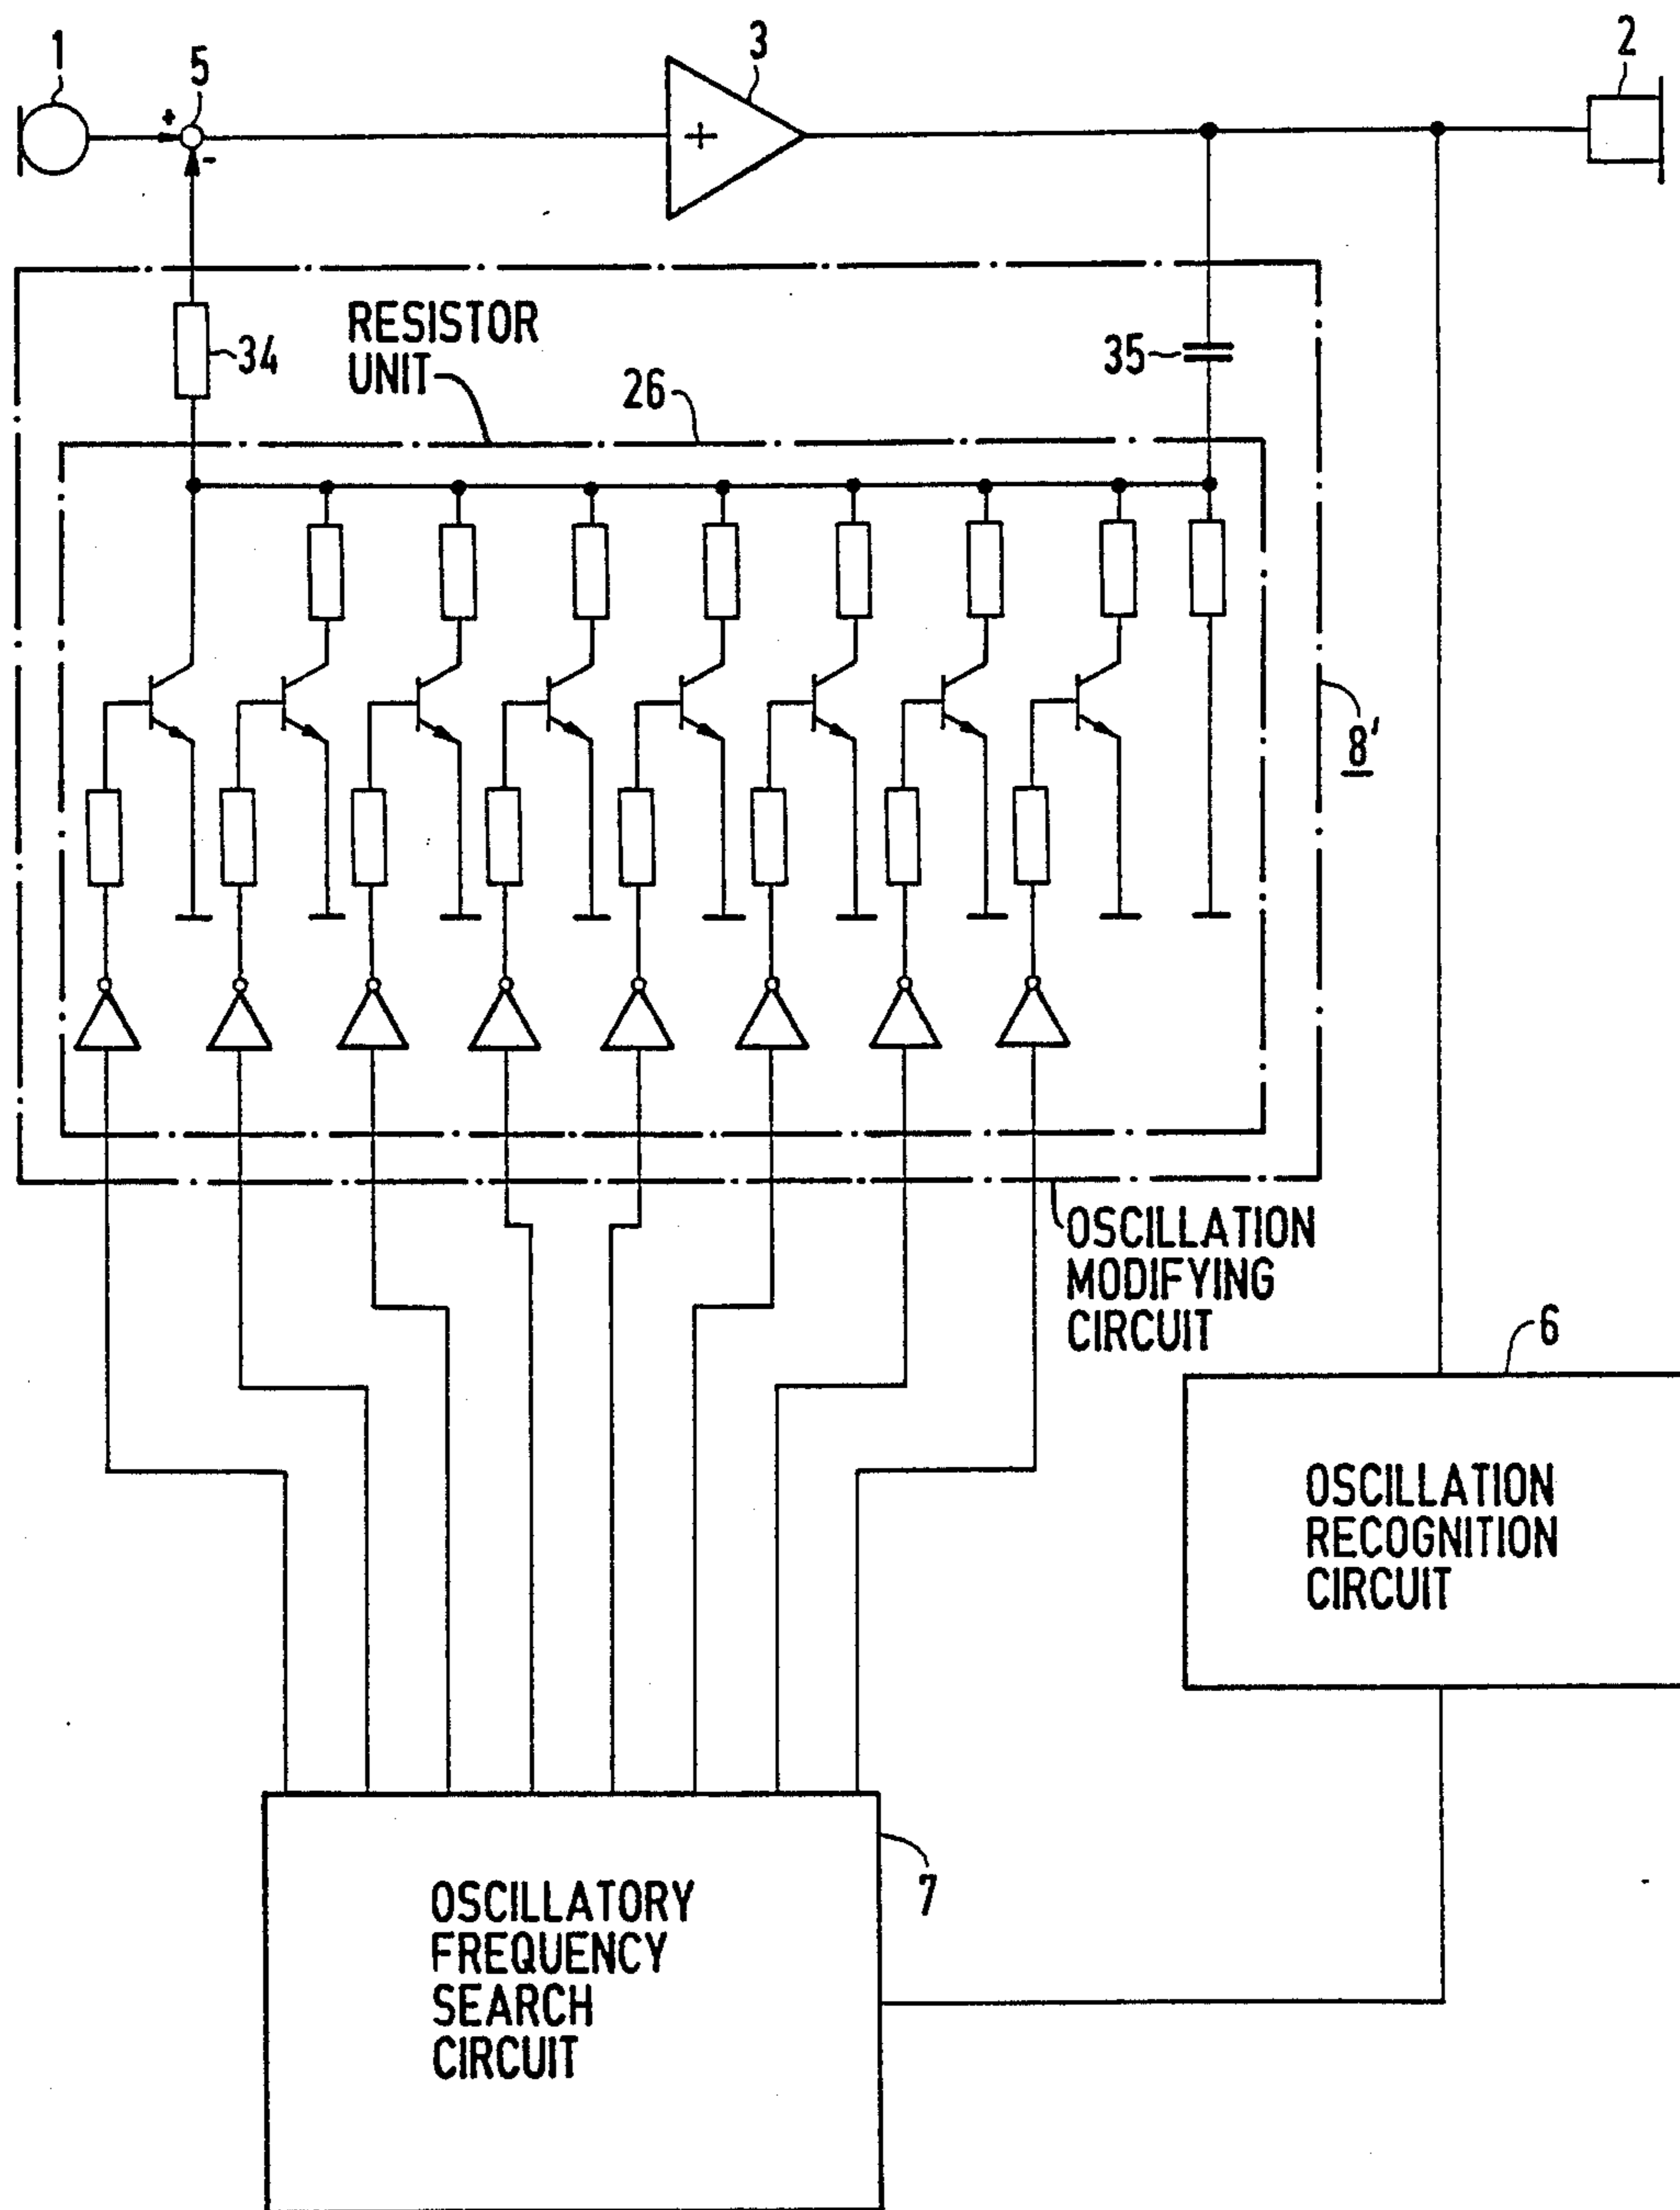 1
5
3
2
+
-
+
RESISTOR
UNIT
34
26
35
8'
OSCILLATION
MODIFYING
CIRCUIT
6
OSCILLATION
RECOGNITION
CIRCUIT
7
OSCILLATORY
FREQUENCY
SEARCH
CIRCUIT